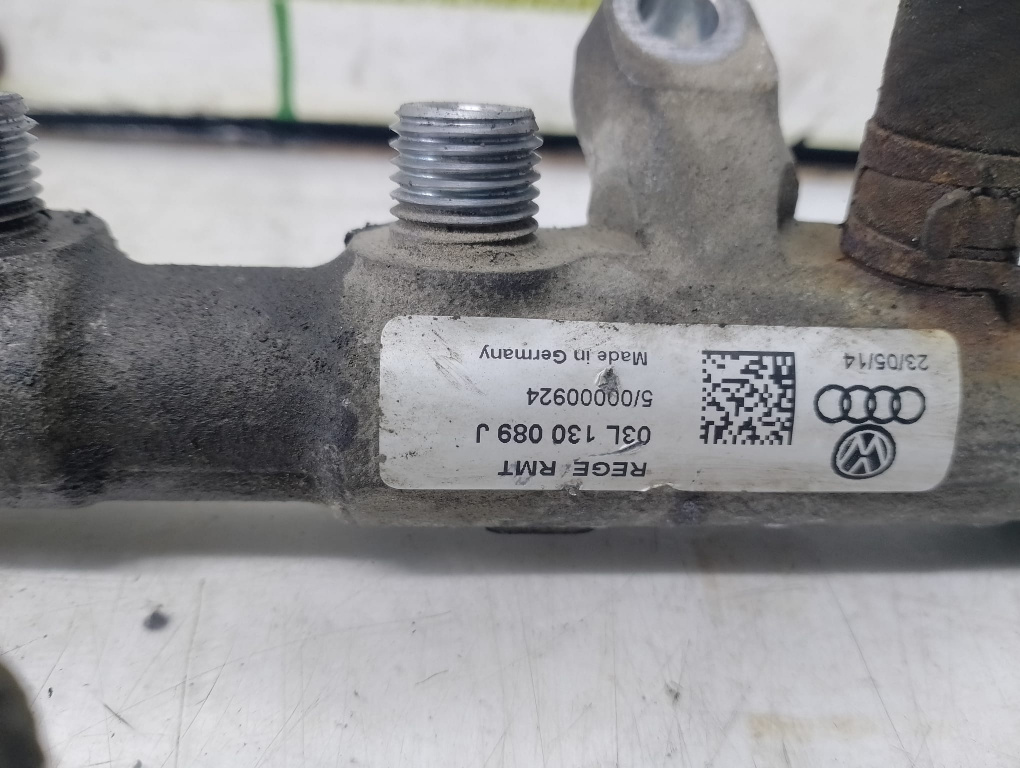 REGE RMT
03L 130 089 J
5/00000924
Made in Germany
23/05/14